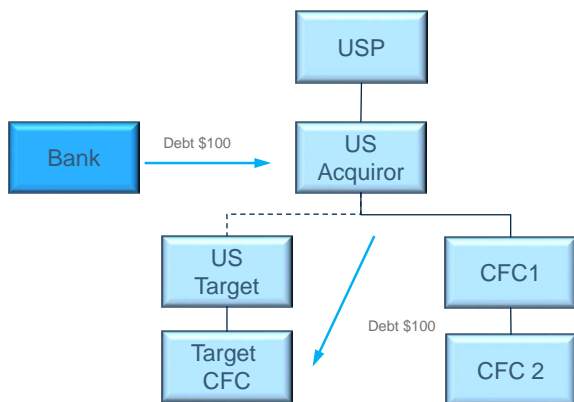 USP
Debt $100
Bank
US
Acquiror
US
Target
CFC1
Debt $100
Target
CFC
CFC 2